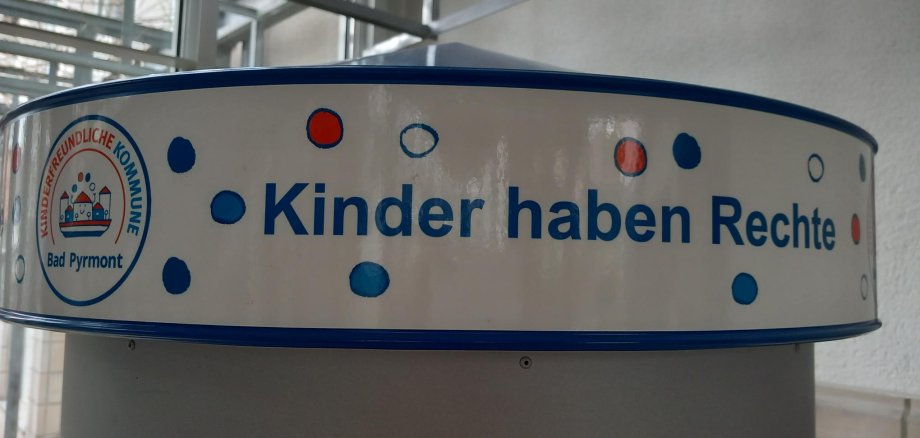 KINDERFREUNDLICHE KOMMUNE
Bad Pyrmont
Kinder haben Rechte